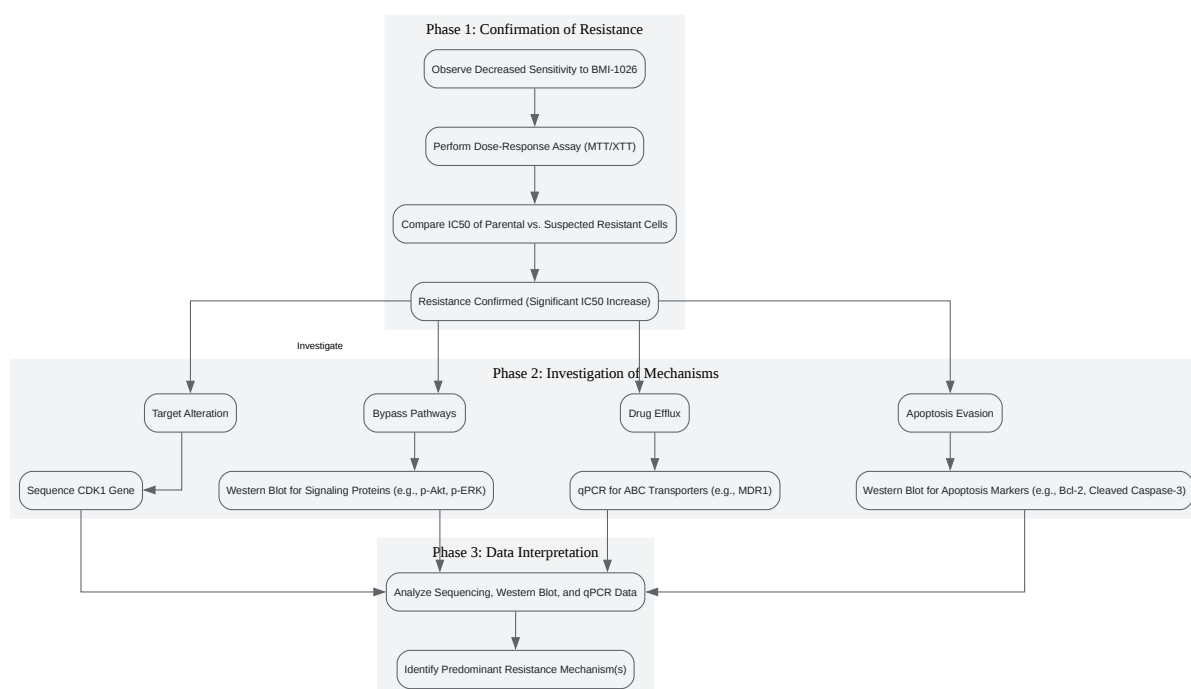 Phase 1: Confirmation of Resistance
Observe Decreased Sensitivity to BMI-1026
Perform Dose-Response Assay (MTT/XTT)
Compare IC50 of Parental vs. Suspected Resistant Cells
Resistance Confirmed (Significant IC50 Increase)
Investigate
Phase 2: Investigation of Mechanisms
Target Alteration
Bypass Pathways
Drug Efflux
Apoptosis Evasion
Sequence CDK1 Gene
Western Blot for Signaling Proteins (e.g., p-Akt, p-ERK)
qPCR for ABC Transporters (e.g., MDR1)
Western Blot for Apoptosis Markers (e.g., Bcl-2, Cleaved Caspase-3)
Phase 3: Data Interpretation
Analyze Sequencing, Western Blot, and qPCR Data
Identify Predominant Resistance Mechanism(s)